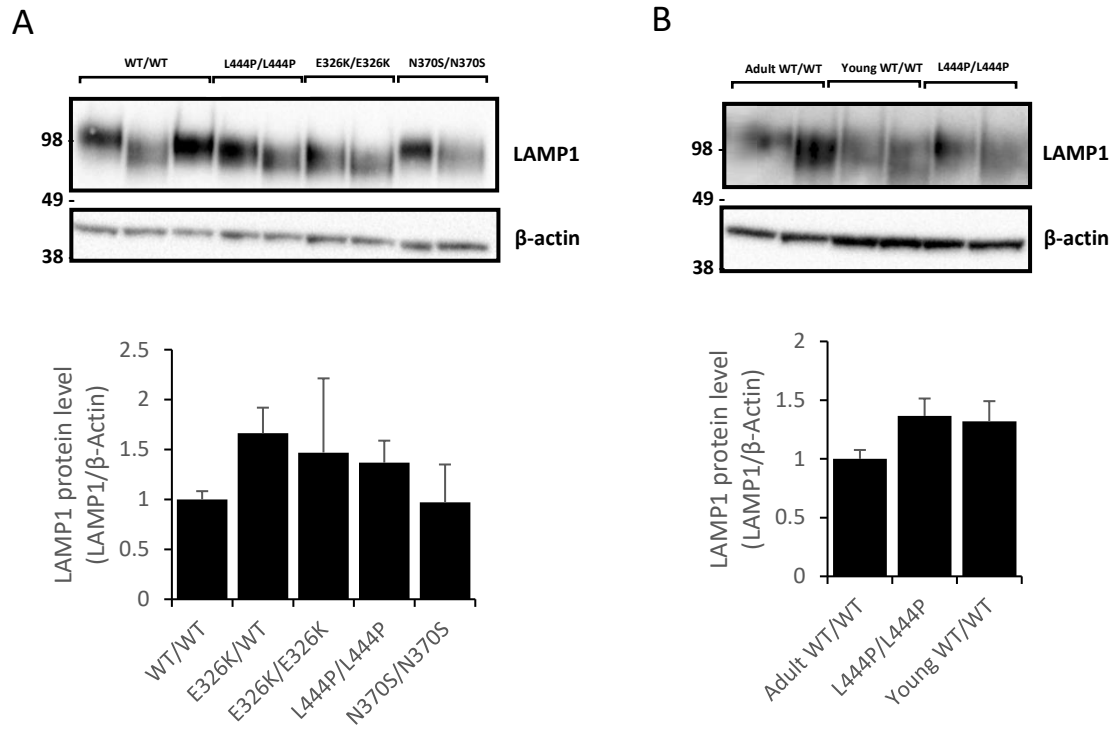 A
WT/WT L444P/L444P E326K/E326K N370S/N370S
98
LAMP1
49
β-actin
38
LAMP1 protein level
(LAMP1/β-Actin)
2.5
2
1.5
1
0.5
0
WT/WT
E326K/WT
E326K/E326K
L444P/L444P
N370S/N370S
B
Adult WT/WT Young WT/WT L444P/L444P
98
LAMP1
49
β-actin
38
LAMP1 protein level
(LAMP1/β-Actin)
2
1.5
1
0.5
0
Adult WT/WT
L444P/L444P
Young WT/WT